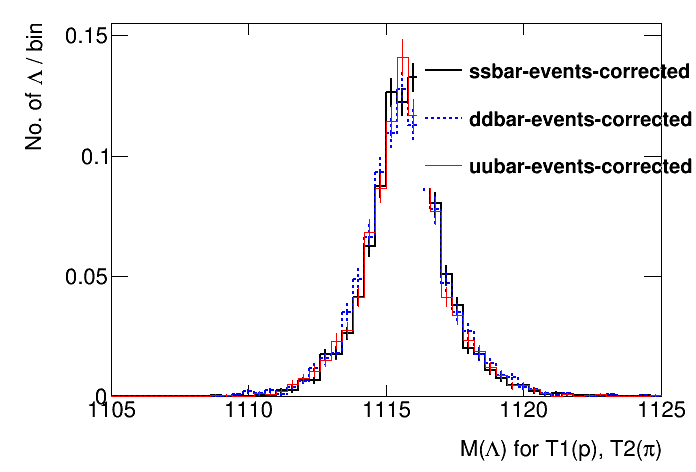 No. of Λ / bin
0.15
0.1
0.05
0
ssbar-events-corrected
ddbar-events-corrected
uubar-events-corrected
1105
1110
1115
1120
1125
M(Λ) for T1(p), T2(π)